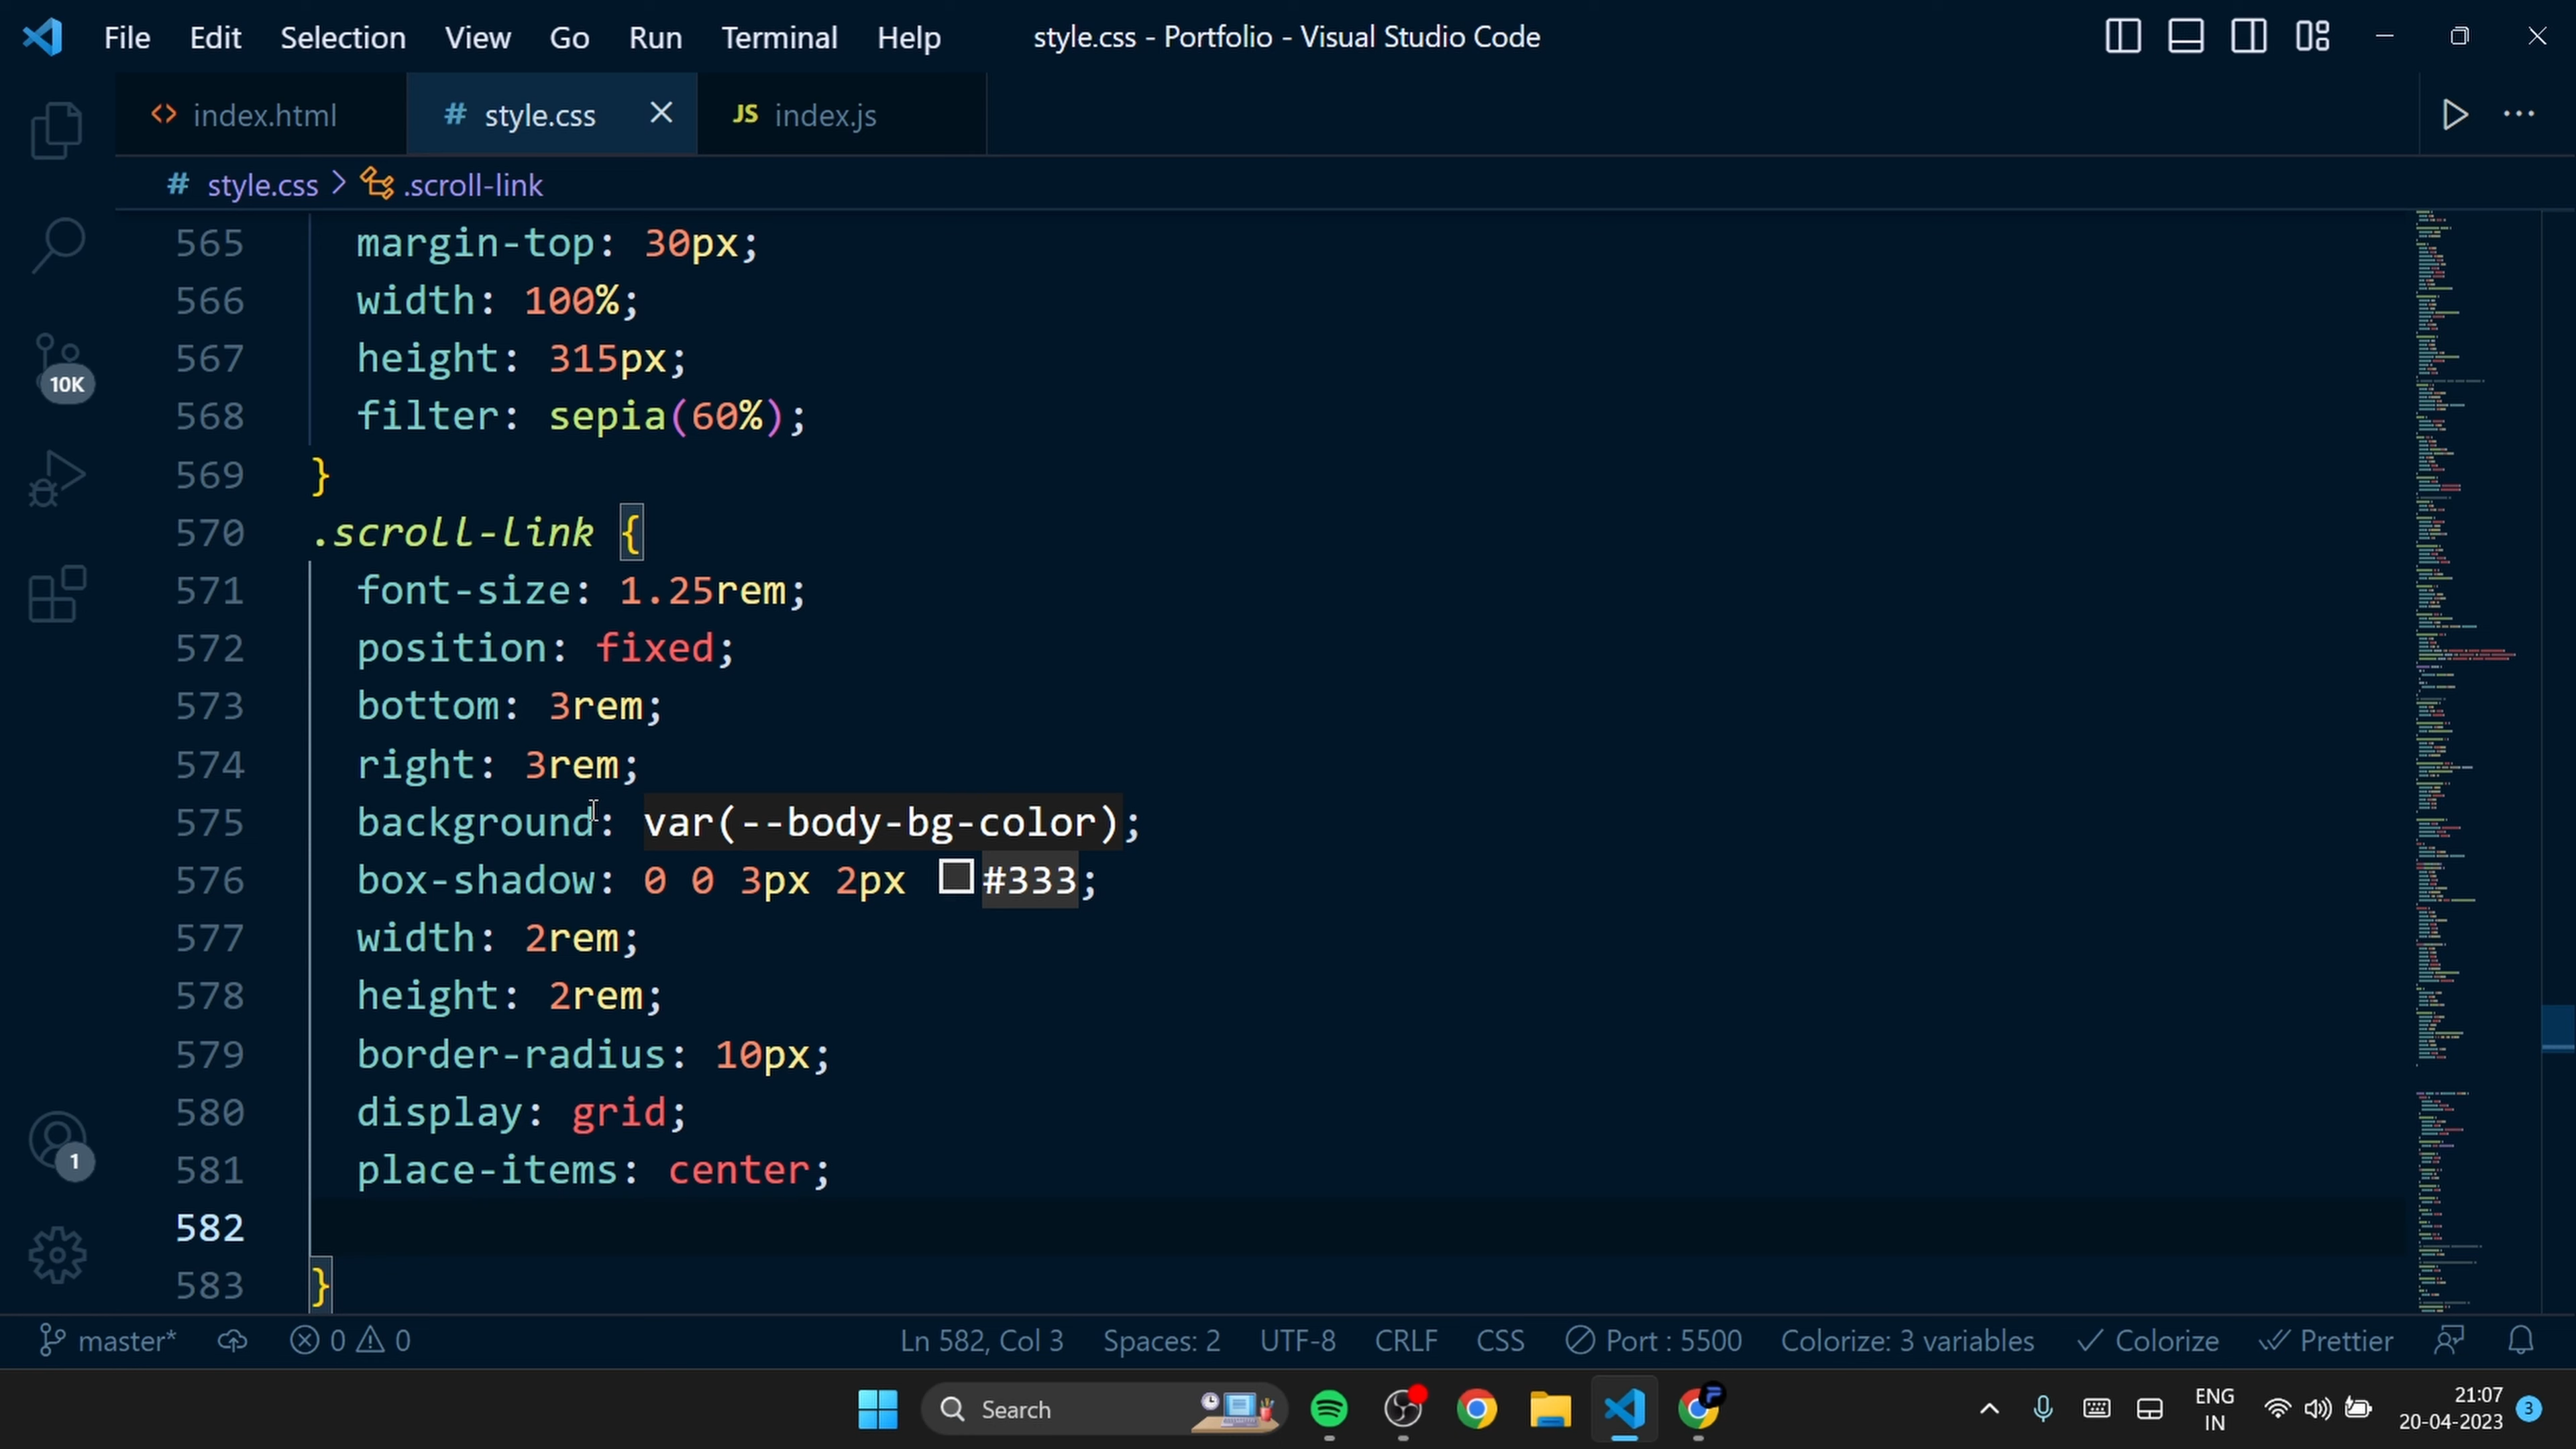 File Edit Selection View Go Run Terminal Help style.css - Portfolio - Visual Studio Code
<> index.html # style.css JS index.js
# style.css > .scroll-link
565 margin-top: 30px;
566 width: 100%;
567 height: 315px;
568 filter: sepia(60%);
569 }
570 .scroll-link {
571 font-size: 1.25rem;
572 position: fixed;
573 bottom: 3rem;
574 right: 3rem;
575 background: var(--body-bg-color);
576 box-shadow: 0 0 3px 2px #333;
577 width: 2rem;
578 height: 2rem;
579 border-radius: 10px;
580 display: grid;
581 place-items: center;
582
583 }
10K
1
master* 0 0 Ln 582, Col 3 Spaces: 2 UTF-8 CRLF CSS Port : 5500 Colorize: 3 variables Colorize Prettier
Search
ENG
IN
21:07
20-04-2023
3